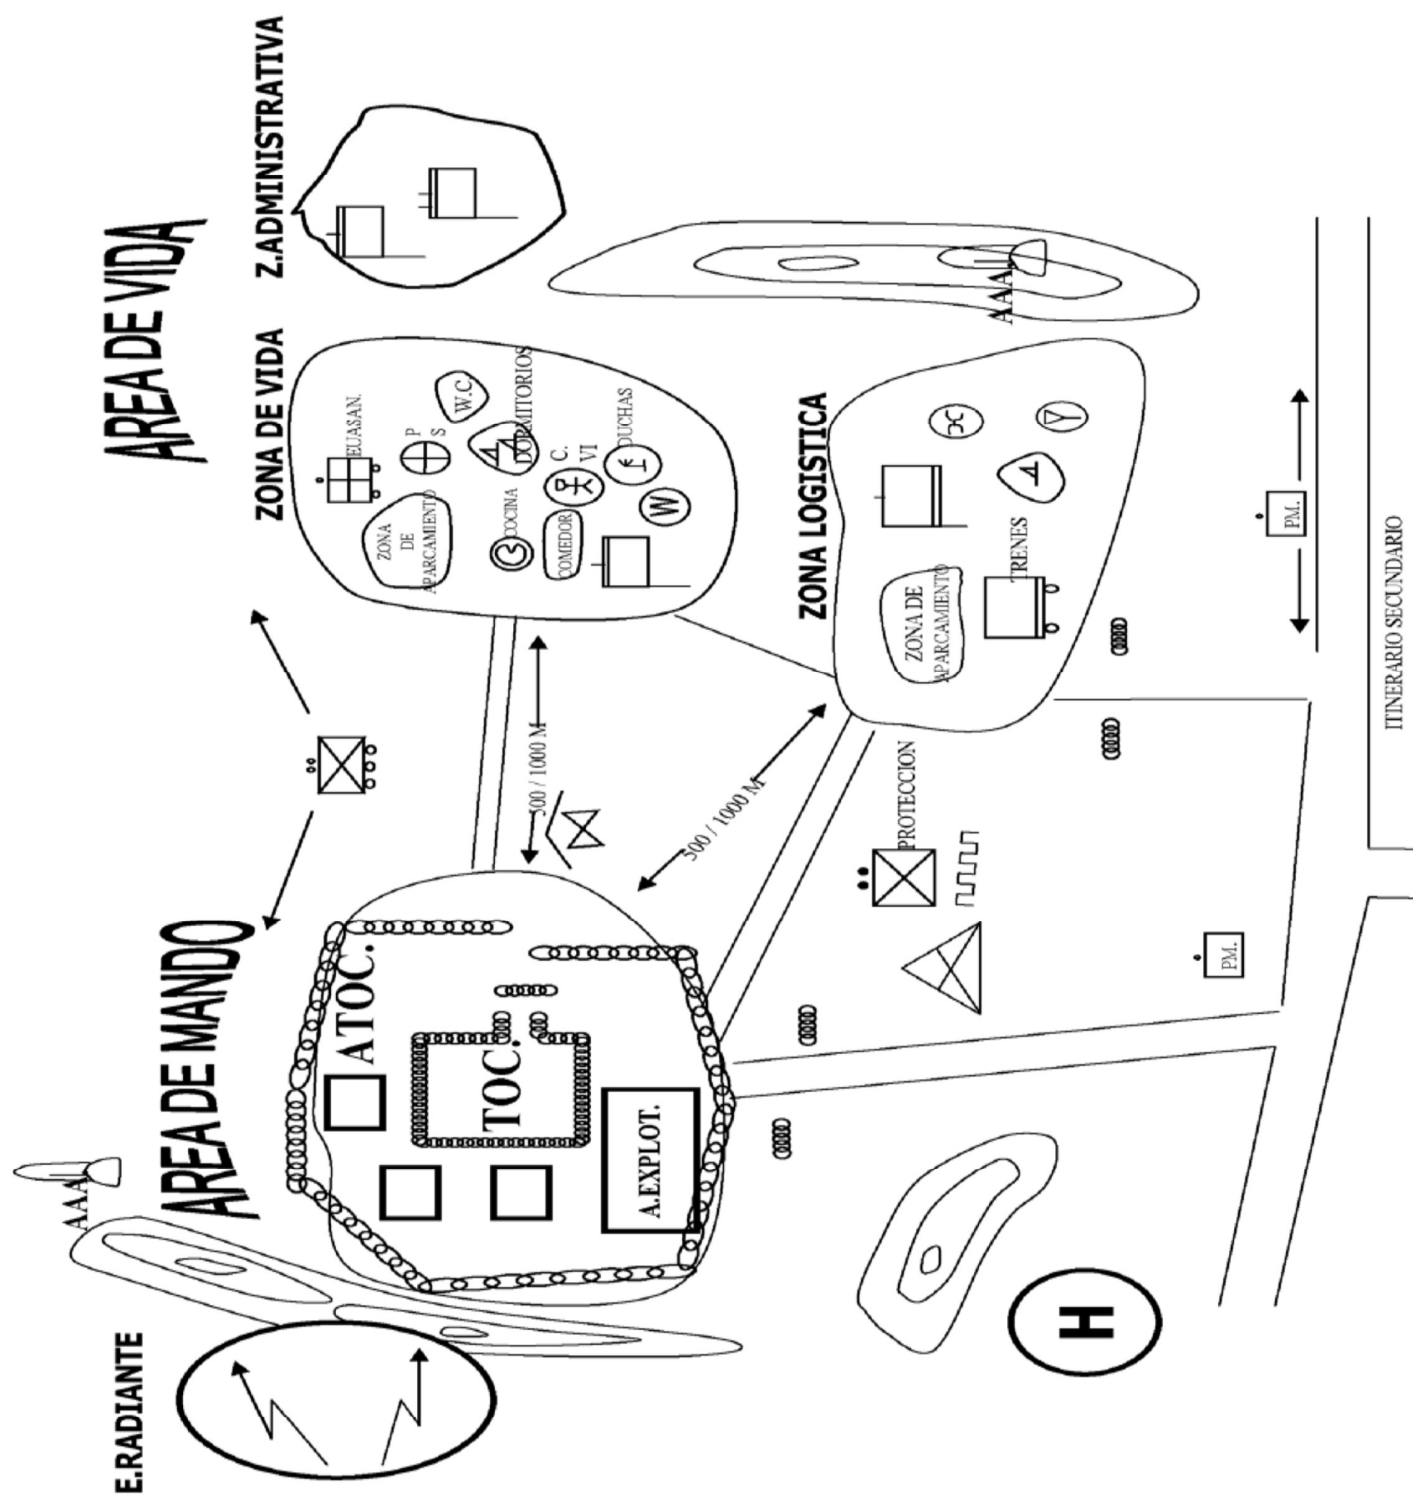 AAA
E.RADIANTE
AREA DE MANDO
AREA DE VIDA
ZONA DE VIDA
Z.ADMINISTRATIVA
ATOC.
TOC.
A.EXPLOT.
EUASAN.
ZONA
DE
APARCAMIENTO
P
S
W.C.
DORMITORIOS
COCINA
COMEDOR
C.
VI
DUCHAS
W
500 / 1000 M
500 / 1000 M
ZONA LOGISTICA
ZONA DE
APARCAMIENTO
TRENES
Y
AAA.
PROTECCION
H
PM.
PM.
ITINERARIO SECUNDARIO